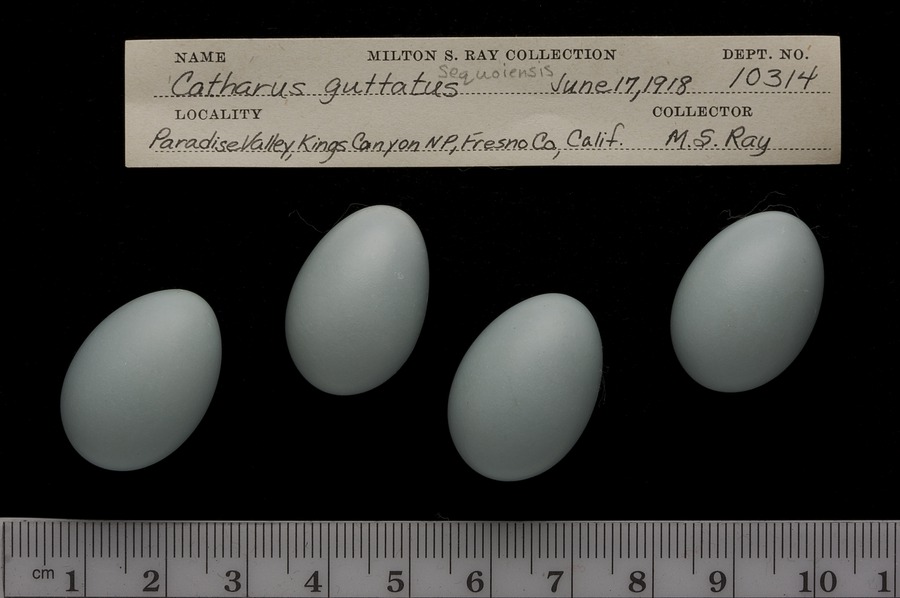 NAME MILTON S. RAY COLLECTION DEPT. NO.
Sequoiensis
Catharus guttatus June 17, 1918 10314
LOCALITY COLLECTOR
Paradise Valley, Kings Canyon NP, Fresno Co, Calif. M.S. Ray
cm 1 2 3 4 5 6 7 8 9 10 1